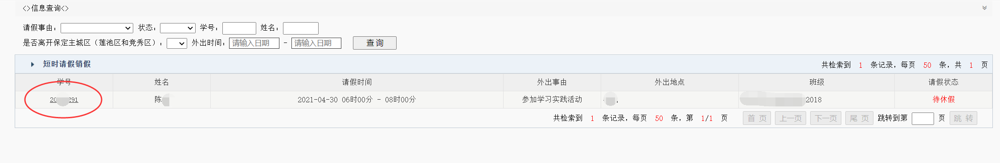 <>信息查询<>
请假事由： 状态： 学号： 姓名：
是否离开保定主城区（莲池区和竞秀区）： 外出时间： 请输入日期 - 请输入日期 查 询
短时请假销假 共检索到 1 条记录，每页 50 条，共 1 页
学号 姓名 请假时间 外出事由 外出地点 班级 请假状态
20 291 陈 2021-04-30 06时00分 - 08时00分 参加学习实践活动 2018 待休假
共检索到 1 条记录，每页 50 条，第 1/1 页 首 页 上一页 下一页 尾 页 跳转到第 页 跳 转